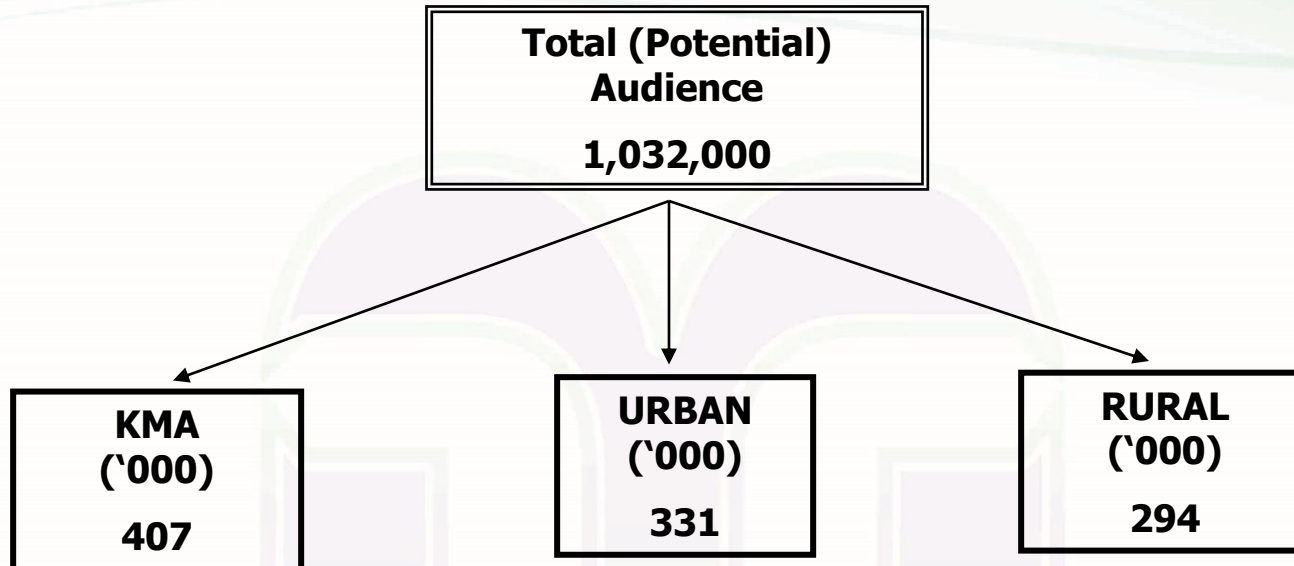 Total (Potential)
Audience
1,032,000
KMA
(‘000)
407
URBAN
(‘000)
331
RURAL
(‘000)
294